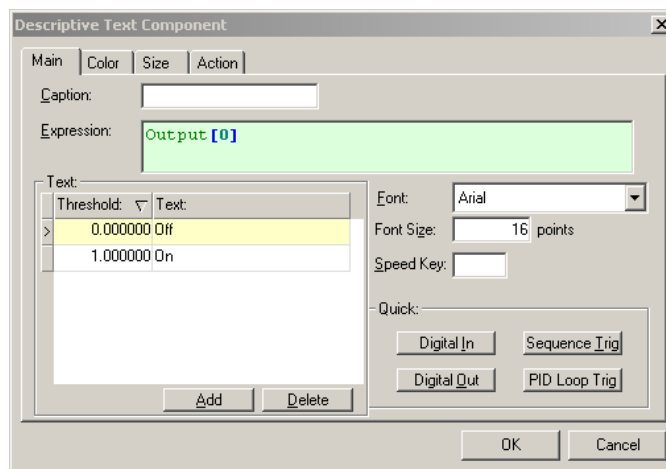 Descriptive Text Component
Main Color Size Action
Caption:
Expression: Output[0]
Text:
Threshold: Text:
0.000000 Off
1.000000 On
Add Delete
Font: Arial
Font Size: 16 points
Speed Key:
Quick:
Digital In Sequence Trig
Digital Out PID Loop Trig
OK Cancel